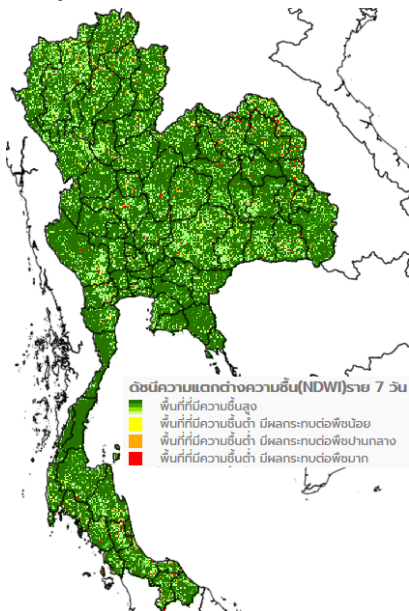 ดัชนีความแตกต่างความชื้น(NDWI)ราย 7 วัน
พื้นที่ที่มีความชื้นสูง
พื้นที่ที่มีความชื้นต่ำ มีผลกระทบต่อพืชน้อย
พื้นที่ที่มีความชื้นต่ำ มีผลกระทบต่อพืชปานกลาง
พื้นที่ที่มีความชื้นต่ำ มีผลกระทบต่อพืชมาก